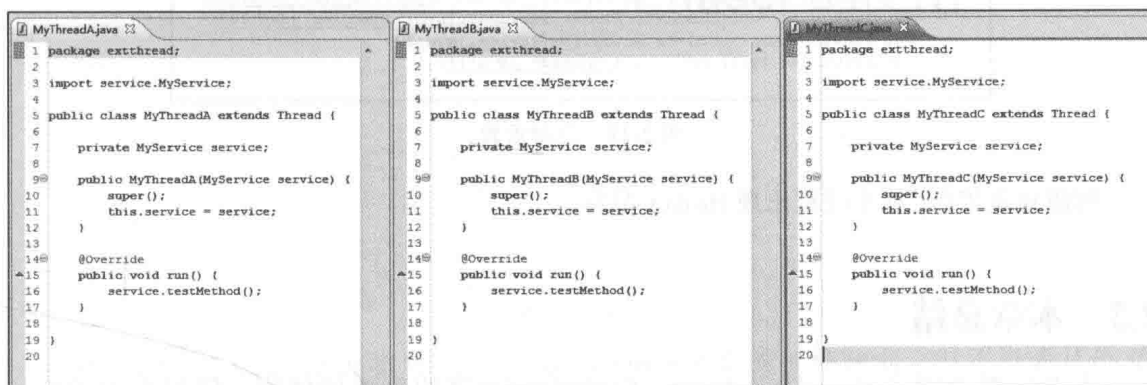 MyThreadA.java
1 package extthread;
2
3 import service.MyService;
4
5 public class MyThreadA extends Thread {
6
7 private MyService service;
8
9 public MyThreadA(MyService service) {
10 super();
11 this.service = service;
12 }
13
14 @Override
15 public void run() {
16 service.testMethod();
17 }
18
19 }
20
MyThreadB.java
1 package extthread;
2
3 import service.MyService;
4
5 public class MyThreadB extends Thread {
6
7 private MyService service;
8
9 public MyThreadB(MyService service) {
10 super();
11 this.service = service;
12 }
13
14 @Override
15 public void run() {
16 service.testMethod();
17 }
18
19 }
20
MyThreadC.java
1 package extthread;
2
3 import service.MyService;
4
5 public class MyThreadC extends Thread {
6
7 private MyService service;
8
9 public MyThreadC(MyService service) {
10 super();
11 this.service = service;
12 }
13
14 @Override
15 public void run() {
16 service.testMethod();
17 }
18
19 }
20